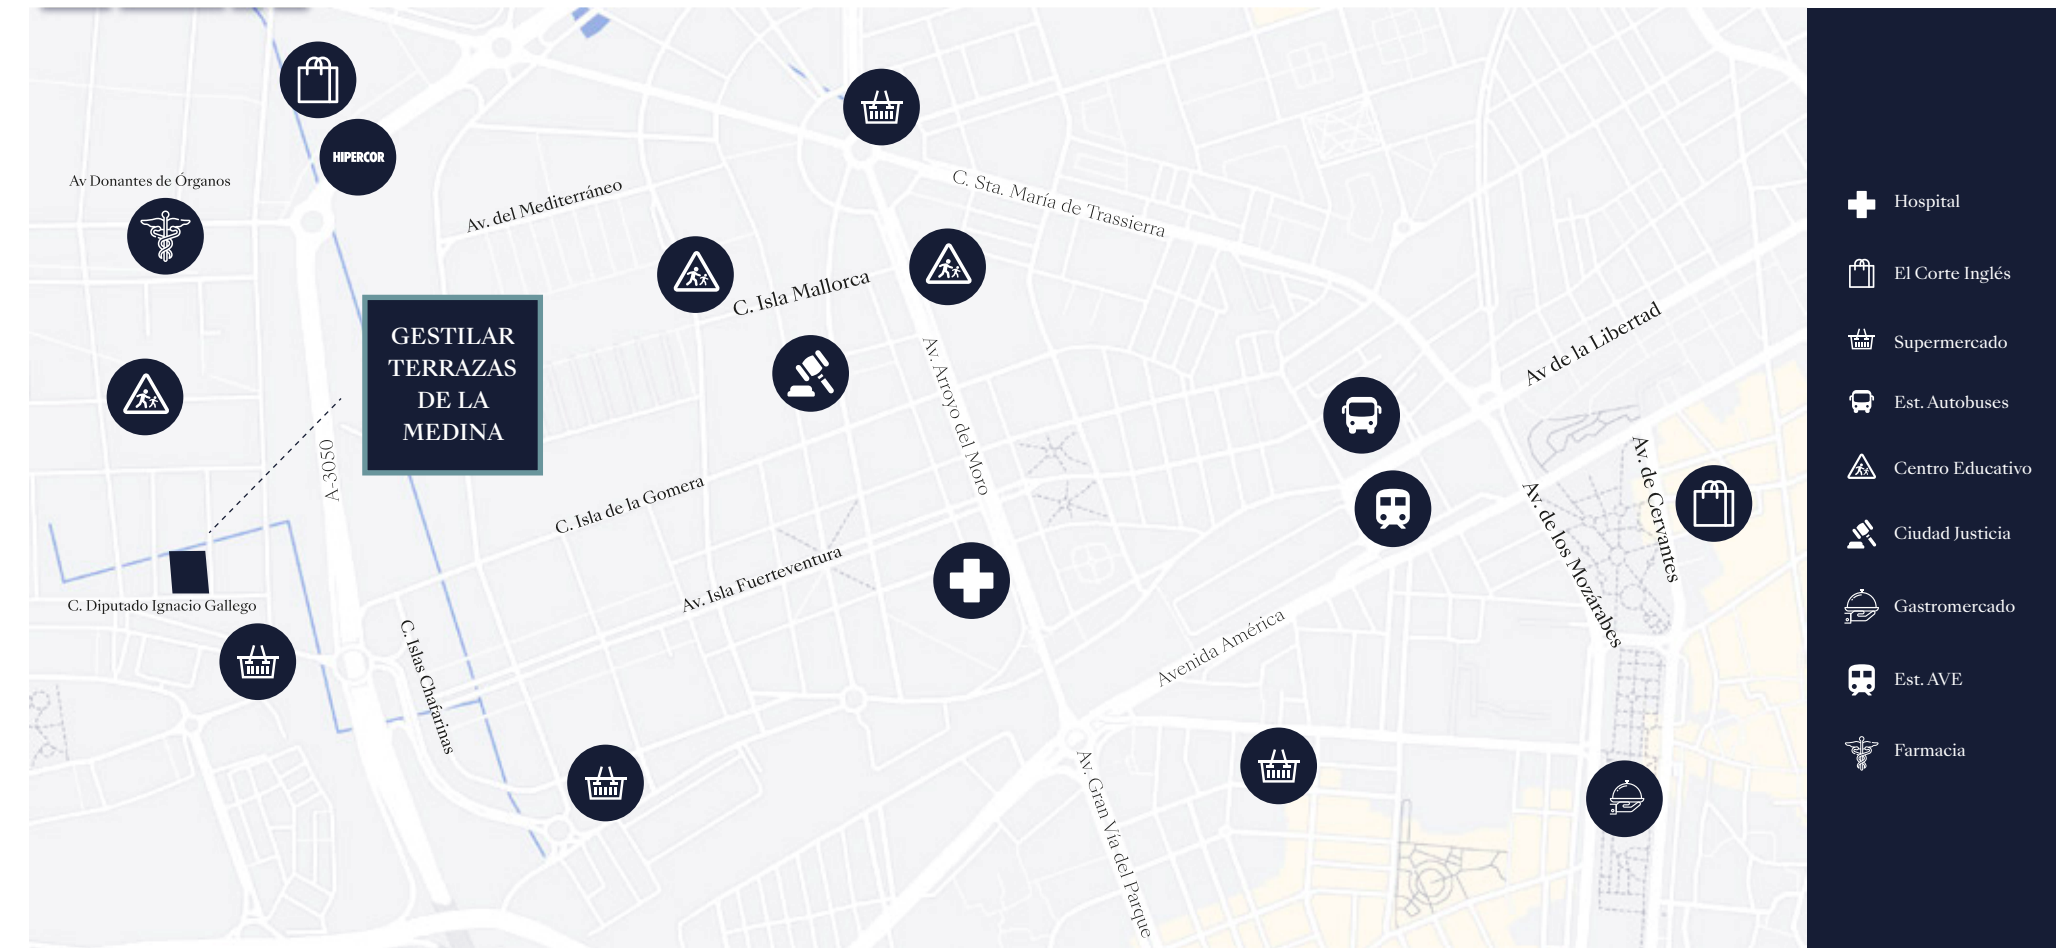 HIPERCOR
Av Donantes de Órganos
Av. del Mediterráneo
C. Sta. María de Trassierra
C. Isla Mallorca
GESTILAR
TERRAZAS
DE LA
MEDINA
Av. Arroyo del Moro
Av de la Libertad
A-3050
C. Isla de la Gomera
Av. Isla Fuerteventura
Av. de los Mozárabes
Av. de Cervantes
C. Diputado Ignacio Gallego
C. Islas Chafarinas
Avenida América
Av. Gran Vía del Parque
Hospital
El Corte Inglés
Supermercado
Est. Autobuses
Centro Educativo
Ciudad Justicia
Gastromercado
Est. AVE
Farmacia